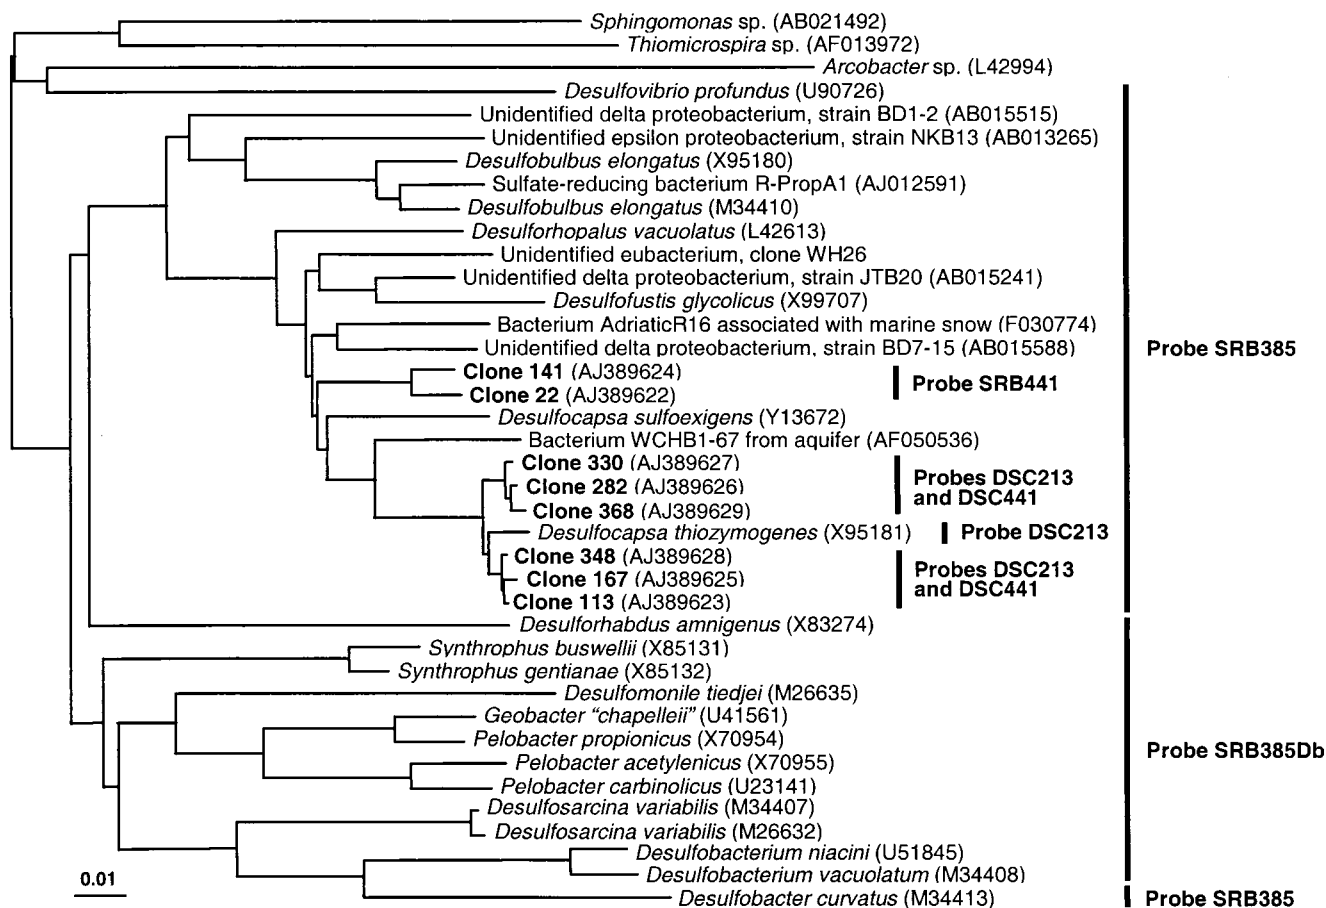 Sphingomonas sp. (AB021492)
Thiomicrospira sp. (AF013972)
Arcobacter sp. (L42994)
Desulfovibrio profundus (U90726)
Unidentified delta proteobacterium, strain BD1-2 (AB015515)
Unidentified epsilon proteobacterium, strain NKB13 (AB013265)
Desulfobulbus elongatus (X95180)
Sulfate-reducing bacterium R-PropA1 (AJ012591)
Desulfobulbus elongatus (M34410)
Desulforhopalus vacuolatus (L42613)
Unidentified eubacterium, clone WH26
Unidentified delta proteobacterium, strain JTB20 (AB015241)
Desulfofustis glycolicus (X99707)
Bacterium AdriaticR16 associated with marine snow (F030774)
Unidentified delta proteobacterium, strain BD7-15 (AB015588)
Probe SRB385
Clone 141 (AJ389624)
Clone 22 (AJ389622)
Probe SRB441
Desulfocapsa sulfoexigens (Y13672)
Bacterium WCHB1-67 from aquifer (AF050536)
Clone 330 (AJ389627)
Clone 282 (AJ389626)
Clone 368 (AJ389629)
Probes DSC213
and DSC441
Desulfocapsa thiozymogenes (X95181)
Probe DSC213
Clone 348 (AJ389628)
Clone 167 (AJ389625)
Clone 113 (AJ389623)
Probes DSC213
and DSC441
Desulforhabdus amnigenus (X83274)
Synthrophus buswellii (X85131)
Synthrophus gentianae (X85132)
Desulfomonile tiedjei (M26635)
Geobacter “chapelleii” (U41561)
Pelobacter propionicus (X70954)
Probe SRB385Db
Pelobacter acetylenicus (X70955)
Pelobacter carbinolicus (U23141)
Desulfosarcina variabilis (M34407)
Desulfosarcina variabilis (M26632)
Desulfobacterium niacini (U51845)
Desulfobacterium vacuolatum (M34408)
Desulfobacter curvatus (M34413)
Probe SRB385
0.01